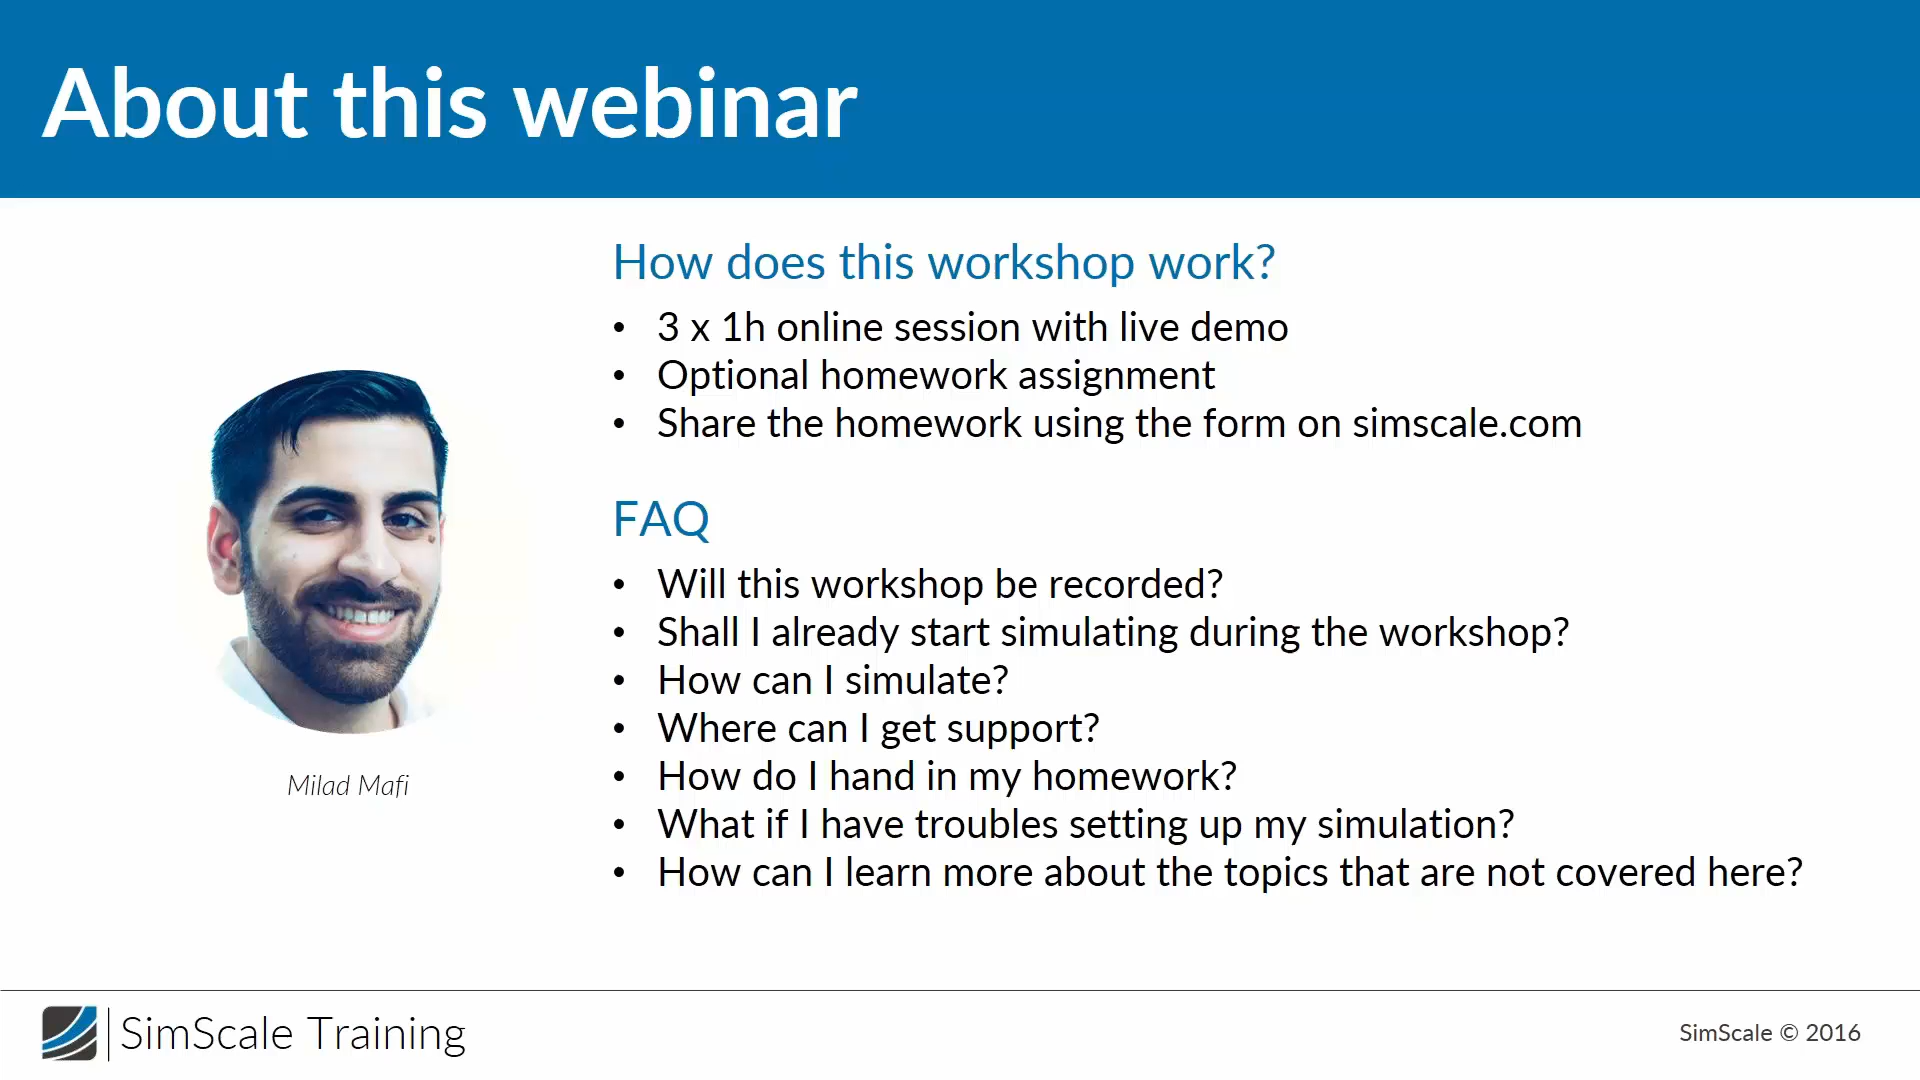 About this webinar
How does this workshop work?
• 3 x 1h online session with live demo
• Optional homework assignment
• Share the homework using the form on simscale.com
FAQ
• Will this workshop be recorded?
• Shall I already start simulating during the workshop?
• How can I simulate?
• Where can I get support?
• How do I hand in my homework?
• What if I have troubles setting up my simulation?
• How can I learn more about the topics that are not covered here?
Milad Mafi
SimScale Training
SimScale © 2016